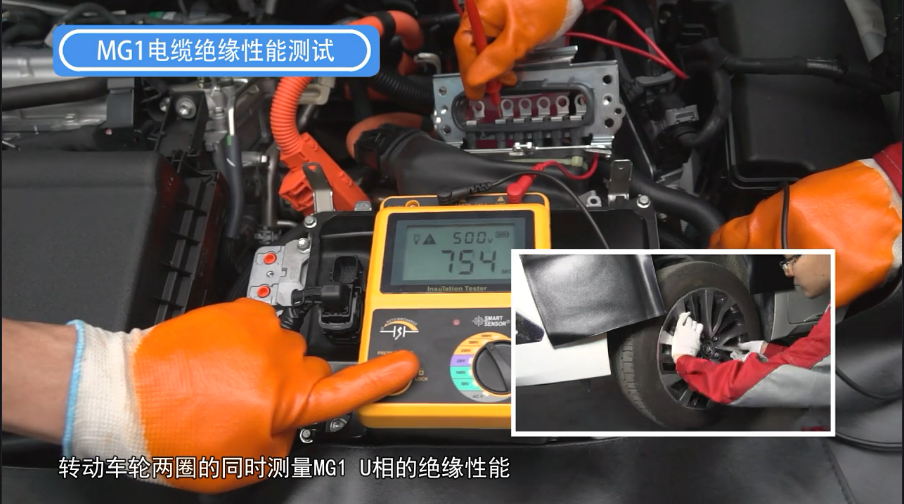 MG1电缆绝缘性能测试
500v
754
Insulation Tester
SMART
SENSOR
转动车轮两圈的同时测量MG1 U相的绝缘性能